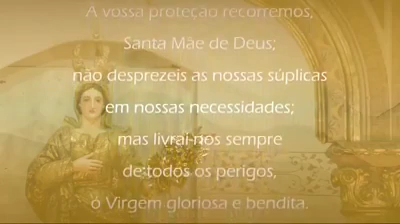 A vossa proteção recorremos,
Santa Mãe de Deus;
não desprezeis as nossas súplicas
em nossas necessidades;
mas livrai-nos sempre
de todos os perigos,
ó Virgem gloriosa e bendita.